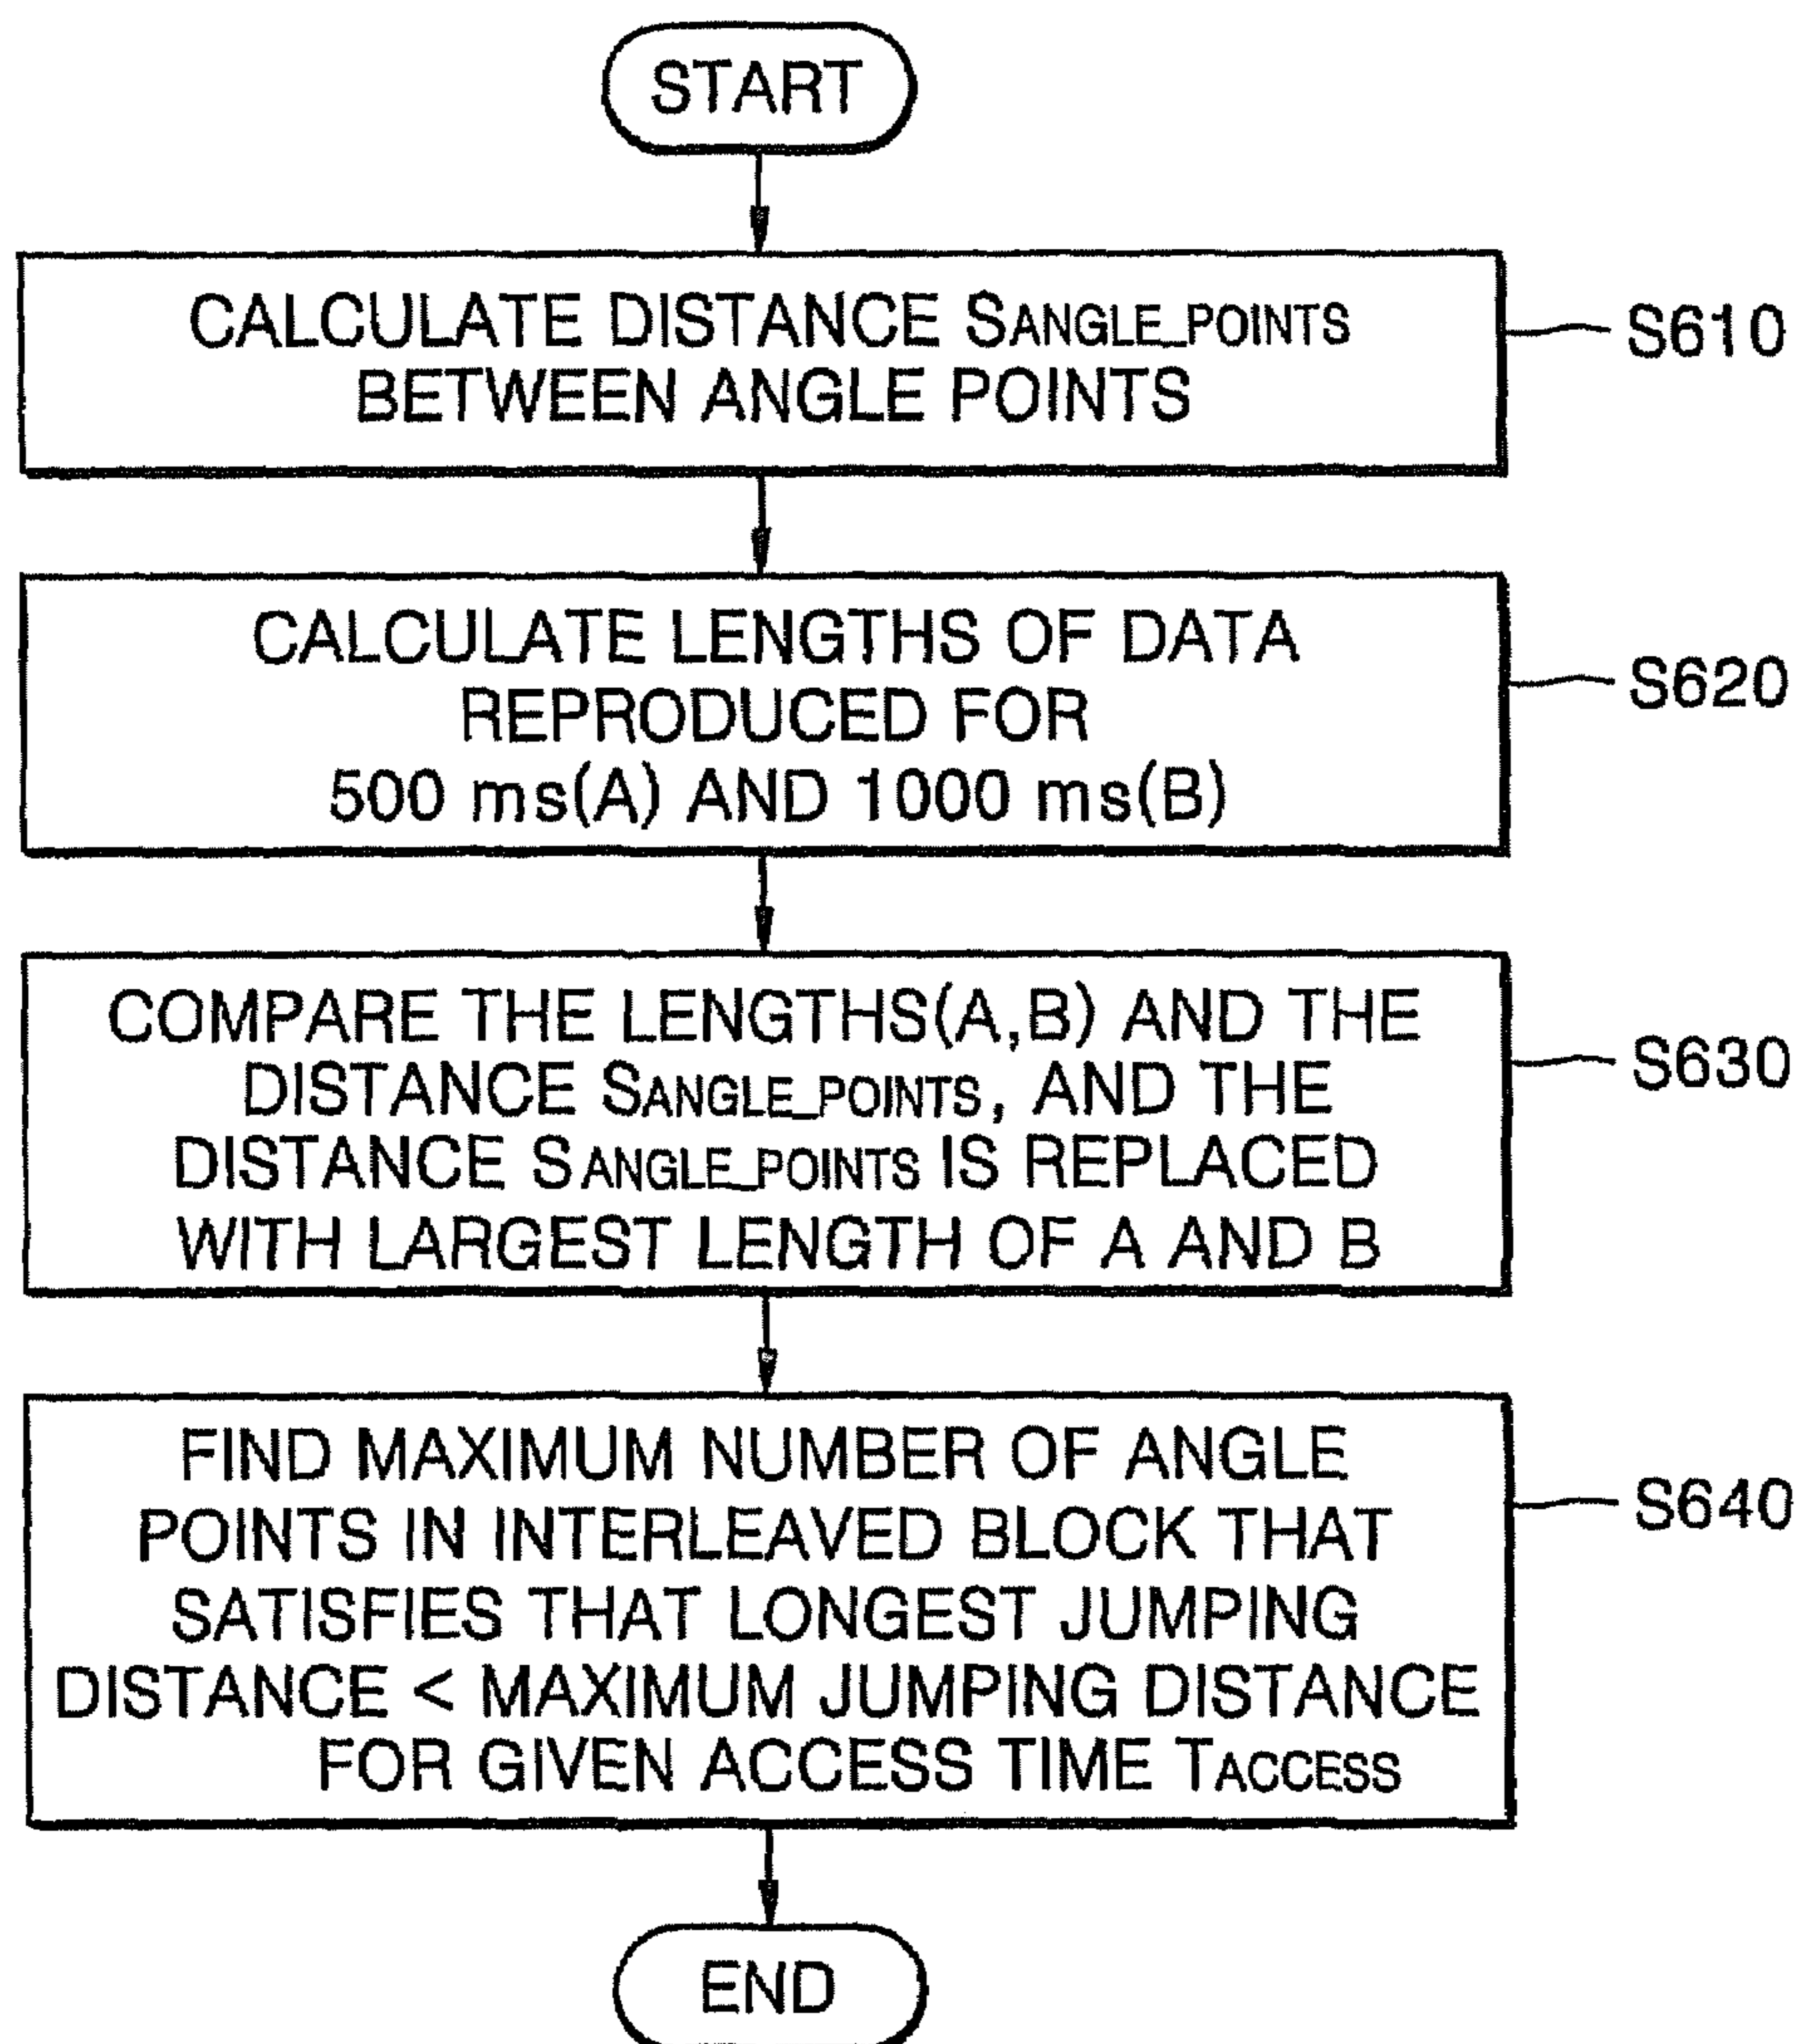 START
CALCULATE DISTANCE SANGLE_POINTS
BETWEEN ANGLE POINTS
S610
CALCULATE LENGTHS OF DATA
REPRODUCED FOR
500 ms(A) AND 1000 ms(B)
S620
COMPARE THE LENGTHS(A,B) AND THE
DISTANCE SANGLE_POINTS, AND THE
DISTANCE SANGLE_POINTS IS REPLACED
WITH LARGEST LENGTH OF A AND B
S630
FIND MAXIMUM NUMBER OF ANGLE
POINTS IN INTERLEAVED BLOCK THAT
SATISFIES THAT LONGEST JUMPING
DISTANCE < MAXIMUM JUMPING DISTANCE
FOR GIVEN ACCESS TIME TACCESS
S640
END